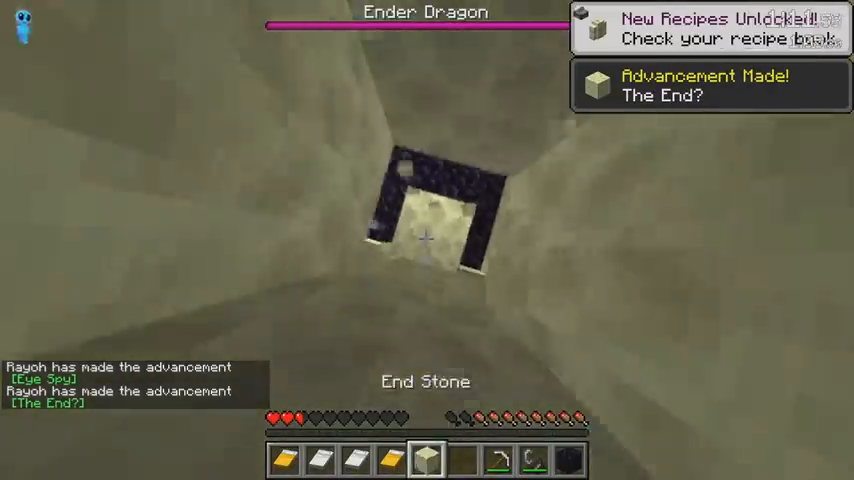 Ender Dragon
New Recipes Unlocked!
Check your recipe book
Advancement Made!
The End?
Rayoh has made the advancement
[Eye Spy]
Rayoh has made the advancement
[The End?]
End Stone